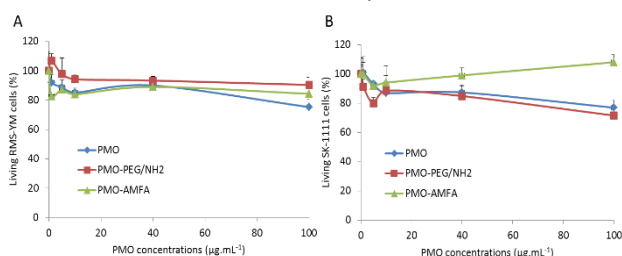 A
Living RMS-YM cells (%)
120
100
80
60
40
20
0
PMO
PMO-PEG/NH2
PMO-AMFA
0 20 40 60 80 100
PMO concentrations (µg.mL⁻¹)
B
Living SK-1111 cells (%)
120
100
80
60
40
20
0
PMO
PMO-PEG/NH2
PMO-AMFA
0 20 40 60 80 100
PMO concentrations (µg.mL⁻¹)